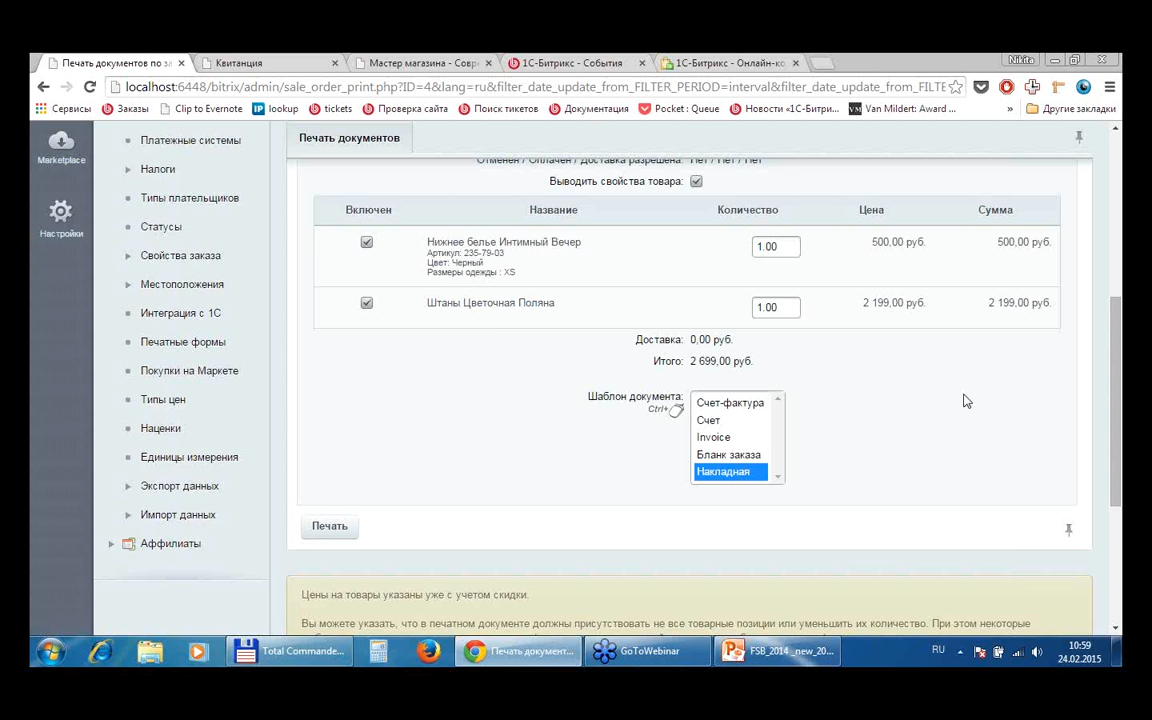 Nikita
Печать документов по за
Квитанция
Мастер магазина - Совр
1С-Битрикс - События
1С-Битрикс - Онлайн-ко
localhost:6448/bitrix/admin/sale_order_print.php?ID=4&lang=ru&filter_date_update_from_FILTER_PERIOD=interval&filter_date_update_from_FILTE
Сервисы
Заказы
Clip to Evernote
lookup
tickets
Проверка сайта
Поиск тикетов
Документация
Pocket : Queue
Новости «1С-Битри...
Van Mildert: Award ...
»
Другие закладки
Marketplace
Настройки
Платежные системы
Налоги
Типы плательщиков
Статусы
Свойства заказа
Местоположения
Интеграция с 1С
Печатные формы
Покупки на Маркете
Типы цен
Наценки
Единицы измерения
Экспорт данных
Импорт данных
Аффилиаты
Печать документов
Отменен / Оплачен / Доставка разрешена: Нет / Нет / Нет
Выводить свойства товара:
Включен Название Количество Цена Сумма
Нижнее белье Интимный Вечер 1.00 500,00 руб. 500,00 руб.
Артикул: 235-79-03
Цвет: Черный
Размеры одежды : XS
Штаны Цветочная Поляна 1.00 2 199,00 руб. 2 199,00 руб.
Доставка: 0,00 руб.
Итого: 2 699,00 руб.
Шаблон документа:
Ctrl+
Счет-фактура
Счет
Invoice
Бланк заказа
Накладная
Печать
Цены на товары указаны уже с учетом скидки.
Вы можете указать, что в печатном документе должны присутствовать не все товарные позиции или уменьшить их количество. При этом некоторые
Total Commande...
Печать документ...
GoToWebinar
FSB_2014 _new_20...
RU
10:59
24.02.2015